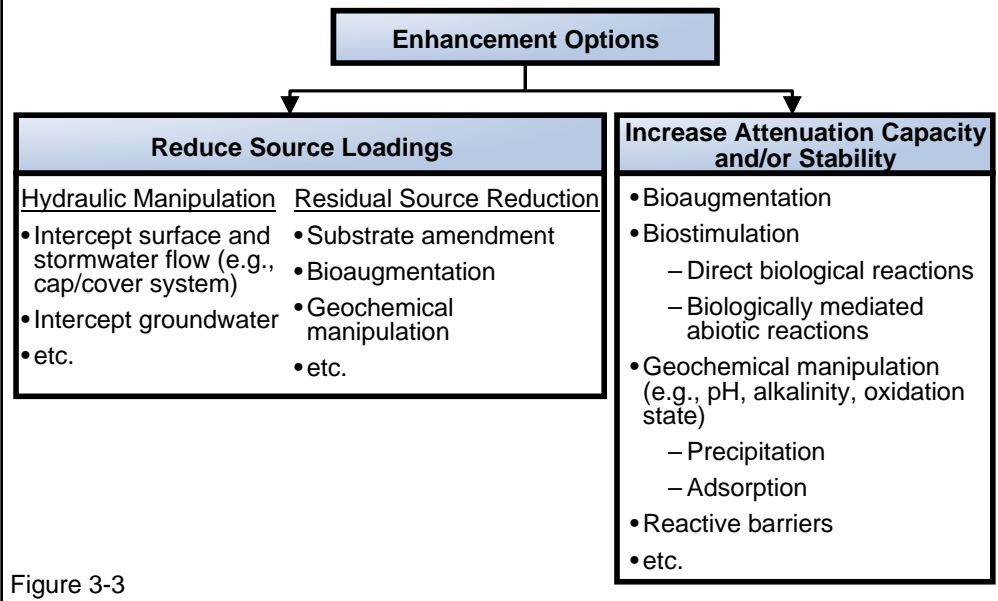 Enhancement Options
Reduce Source Loadings
Hydraulic Manipulation
•Intercept surface and
stormwater flow (e.g.,
cap/cover system)
•Intercept groundwater
•etc.
Residual Source Reduction
•Substrate amendment
•Bioaugmentation
•Geochemical
manipulation
•etc.
Increase Attenuation Capacity
and/or Stability
•Bioaugmentation
•Biostimulation
–Direct biological reactions
–Biologically mediated
abiotic reactions
•Geochemical manipulation
(e.g., pH, alkalinity, oxidation
state)
–Precipitation
–Adsorption
•Reactive barriers
•etc.
Figure 3-3